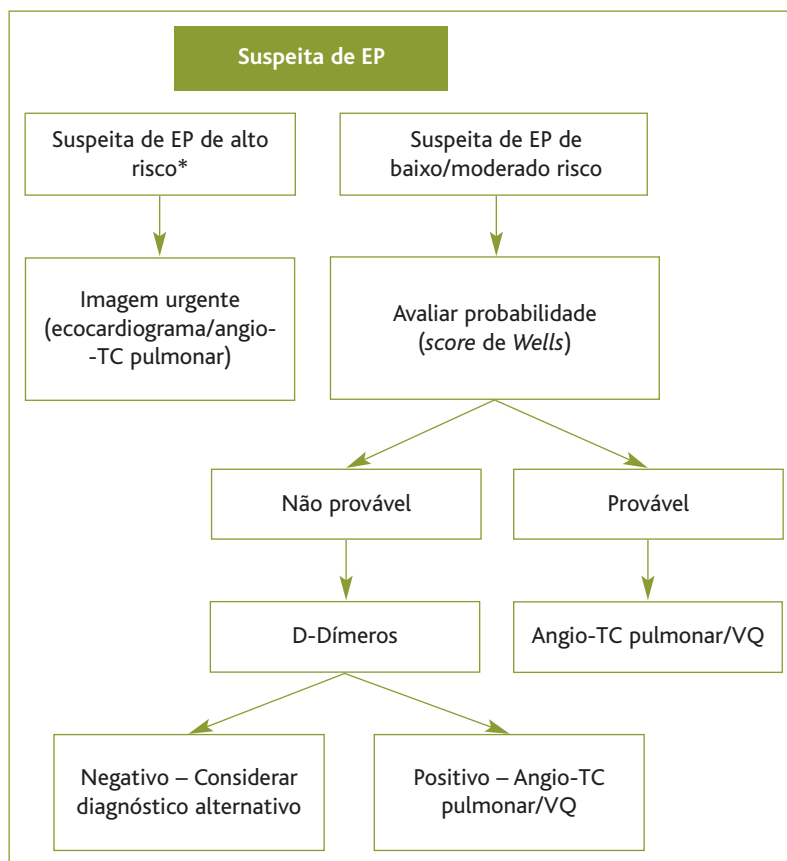 Suspeita de EP
Suspeita de EP de alto
risco*
Suspeita de EP de
baixo/moderado risco
Imagem urgente
(ecocardiograma/angio-
-TC pulmonar)
Avaliar probabilidade
(score de Wells)
Não provável
Provável
D-Dímeros
Angio-TC pulmonar/VQ
Negativo – Considerar
diagnóstico alternativo
Positivo – Angio-TC
pulmonar/VQ